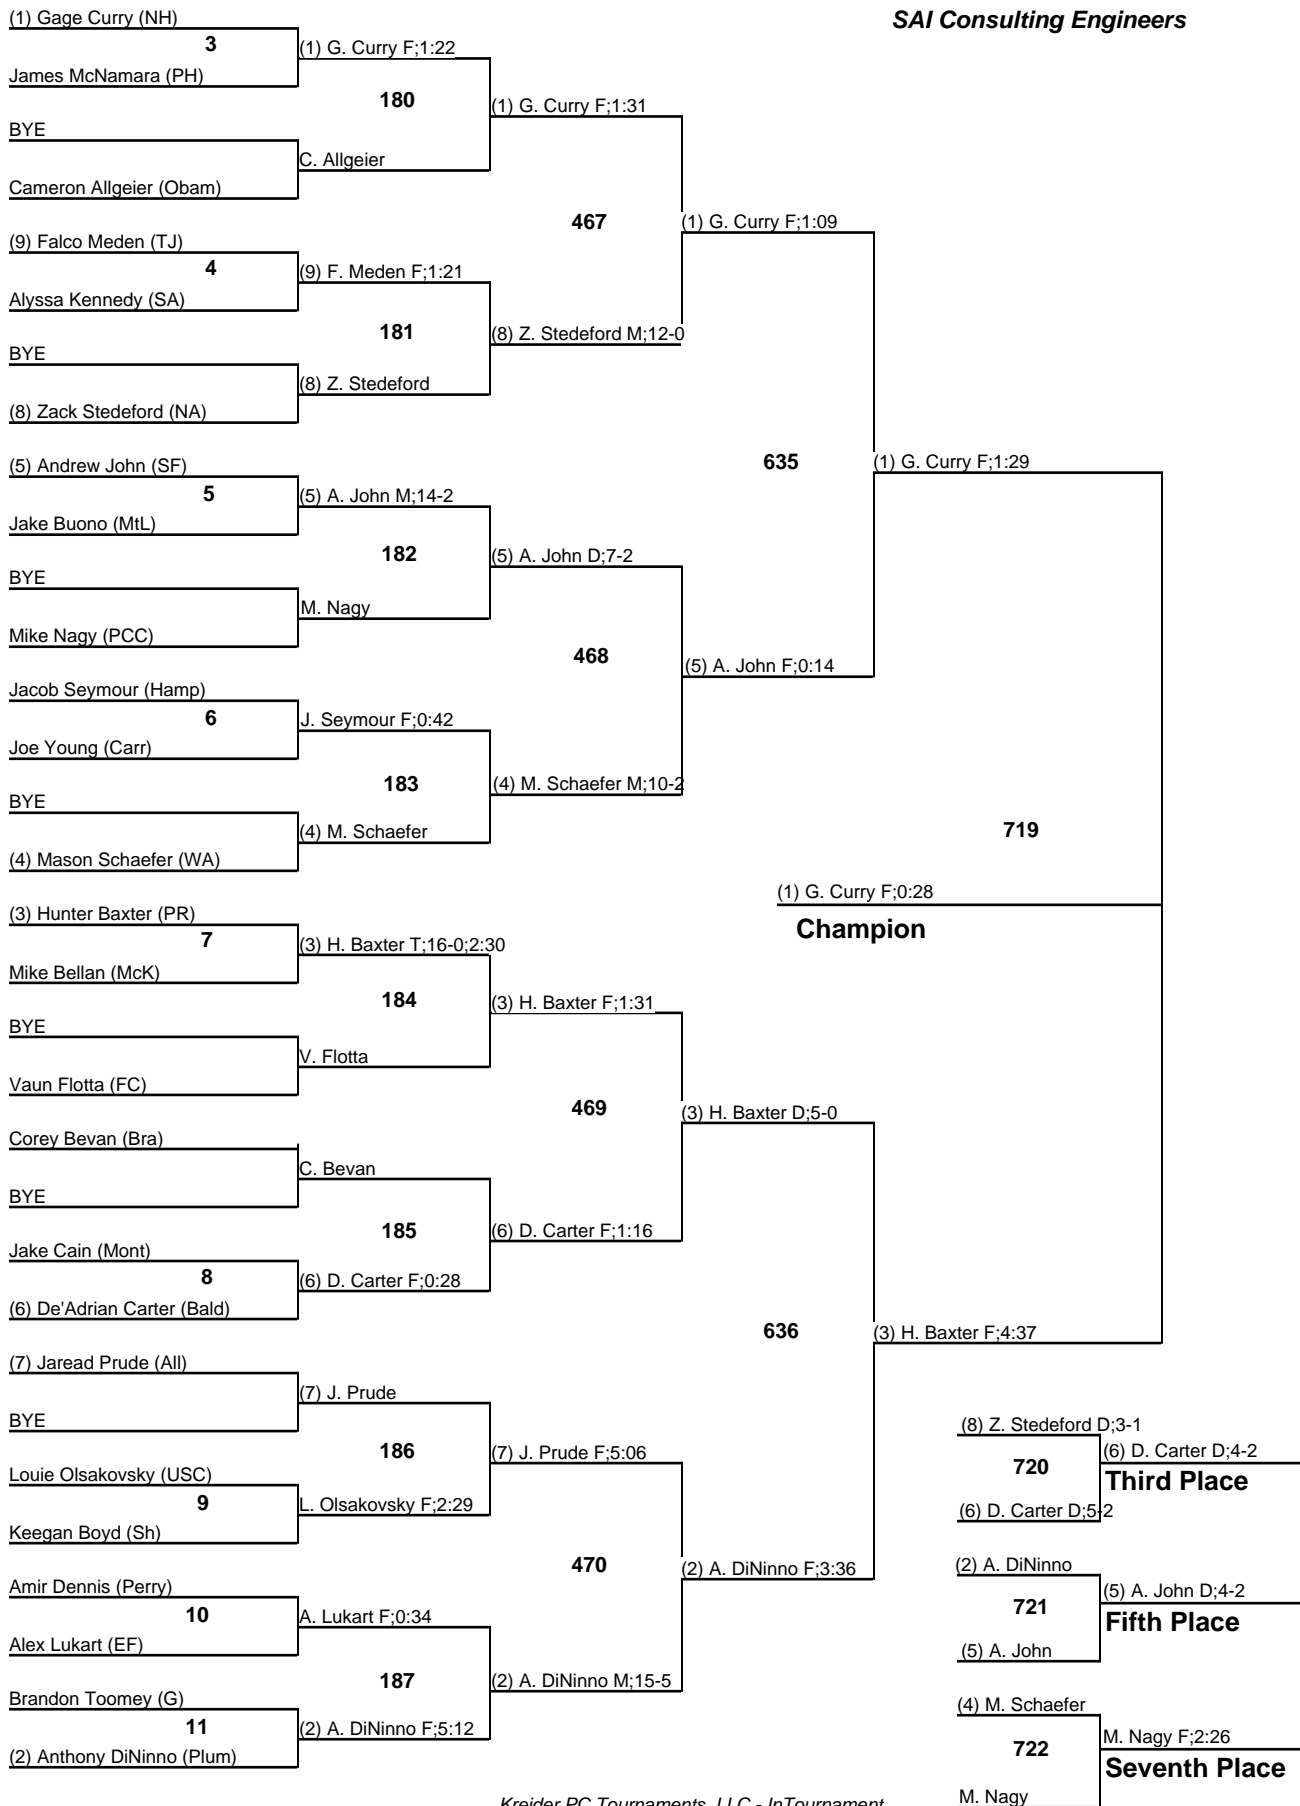 SAI Consulting Engineers
(1) Gage Curry (NH)
3
(1) G. Curry F;1:22
James McNamara (PH)
180
(1) G. Curry F;1:31
BYE
C. Allgeier
Cameron Allgeier (Obam)
467
(1) G. Curry F;1:09
(9) Falco Meden (TJ)
4
(9) F. Meden F;1:21
Alyssa Kennedy (SA)
181
(8) Z. Stedeford M;12-0
BYE
(8) Z. Stedeford
(8) Zack Stedeford (NA)
635
(1) G. Curry F;1:29
(5) Andrew John (SF)
5
(5) A. John M;14-2
Jake Buono (MtL)
182
(5) A. John D;7-2
BYE
M. Nagy
Mike Nagy (PCC)
468
(5) A. John F;0:14
Jacob Seymour (Hamp)
6
J. Seymour F;0:42
Joe Young (Carr)
183
(4) M. Schaefer M;10-2
BYE
(4) M. Schaefer
(4) Mason Schaefer (WA)
719
(1) G. Curry F;0:28
Champion
(3) Hunter Baxter (PR)
7
(3) H. Baxter T;16-0;2:30
Mike Bellan (McK)
184
(3) H. Baxter F;1:31
BYE
V. Flotta
Vaun Flotta (FC)
469
(3) H. Baxter D;5-0
Corey Bevan (Bra)
C. Bevan
BYE
185
(6) D. Carter F;1:16
Jake Cain (Mont)
8
(6) D. Carter F;0:28
(6) De'Adrian Carter (Bald)
636
(3) H. Baxter F;4:37
(7) Jaread Prude (All)
(7) J. Prude
BYE
186
(7) J. Prude F;5:06
Louie Olsakovsky (USC)
9
L. Olsakovsky F;2:29
Keegan Boyd (Sh)
470
(2) A. DiNinno F;3:36
Amir Dennis (Perry)
10
A. Lukart F;0:34
Alex Lukart (EF)
187
(2) A. DiNinno M;15-5
Brandon Toomey (G)
11
(2) A. DiNinno F;5:12
(2) Anthony DiNinno (Plum)
(8) Z. Stedeford D;3-1
720
(6) D. Carter D;4-2
Third Place
(6) D. Carter D;5-2
(2) A. DiNinno
721
(5) A. John D;4-2
Fifth Place
(5) A. John
(4) M. Schaefer
722
M. Nagy F;2:26
Seventh Place
M. Nagy
Kreider PC Tournaments, LLC - InTournament